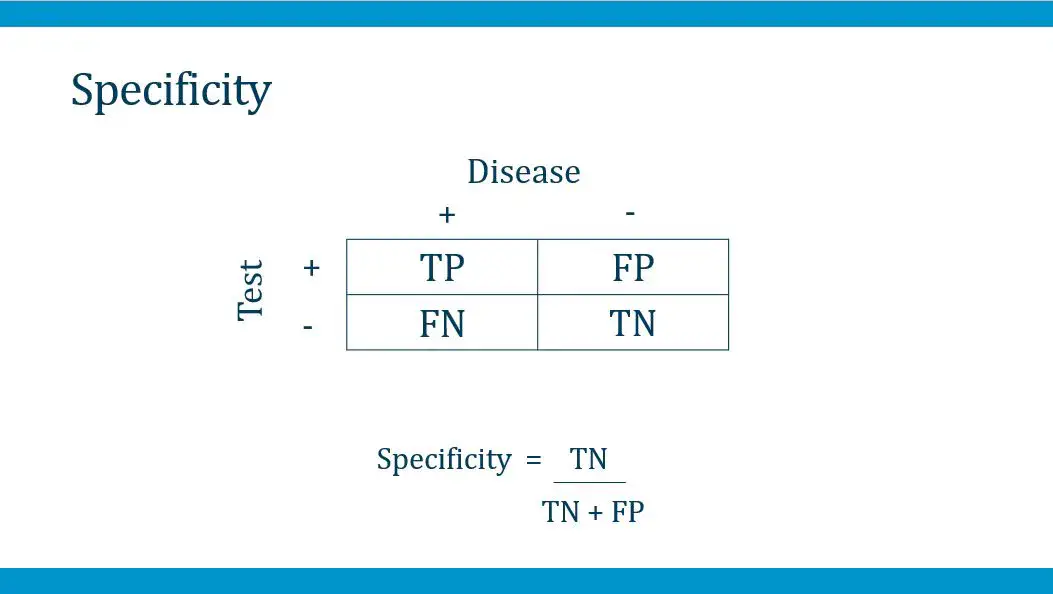 Specificity
Disease
+ -
Test
+ TP FP
- FN TN
Specificity = TN
TN + FP